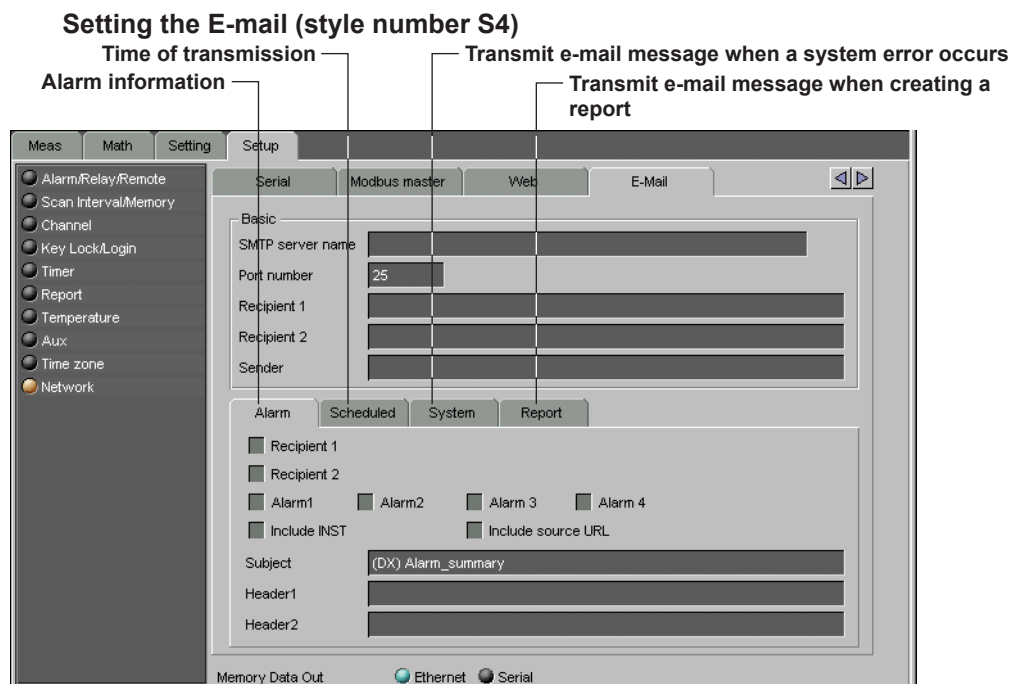 Setting the E-mail (style number S4)
Time of transmission
Transmit e-mail message when a system error occurs
Alarm information
Transmit e-mail message when creating a
report
Meas Math Setting Setup
Alarm/Relay/Remote
Scan Interval/Memory
Channel
Key Lock/Login
Timer
Report
Temperature
Aux
Time zone
Network
Serial Modbus master Web E-Mail
Basic
SMTP server name
Port number 25
Recipient 1
Recipient 2
Sender
Alarm Scheduled System Report
Recipient 1
Recipient 2
Alarm1 Alarm2 Alarm 3 Alarm 4
Include INST Include source URL
Subject (DX) Alarm_summary
Header1
Header2
Memory Data Out Ethernet Serial